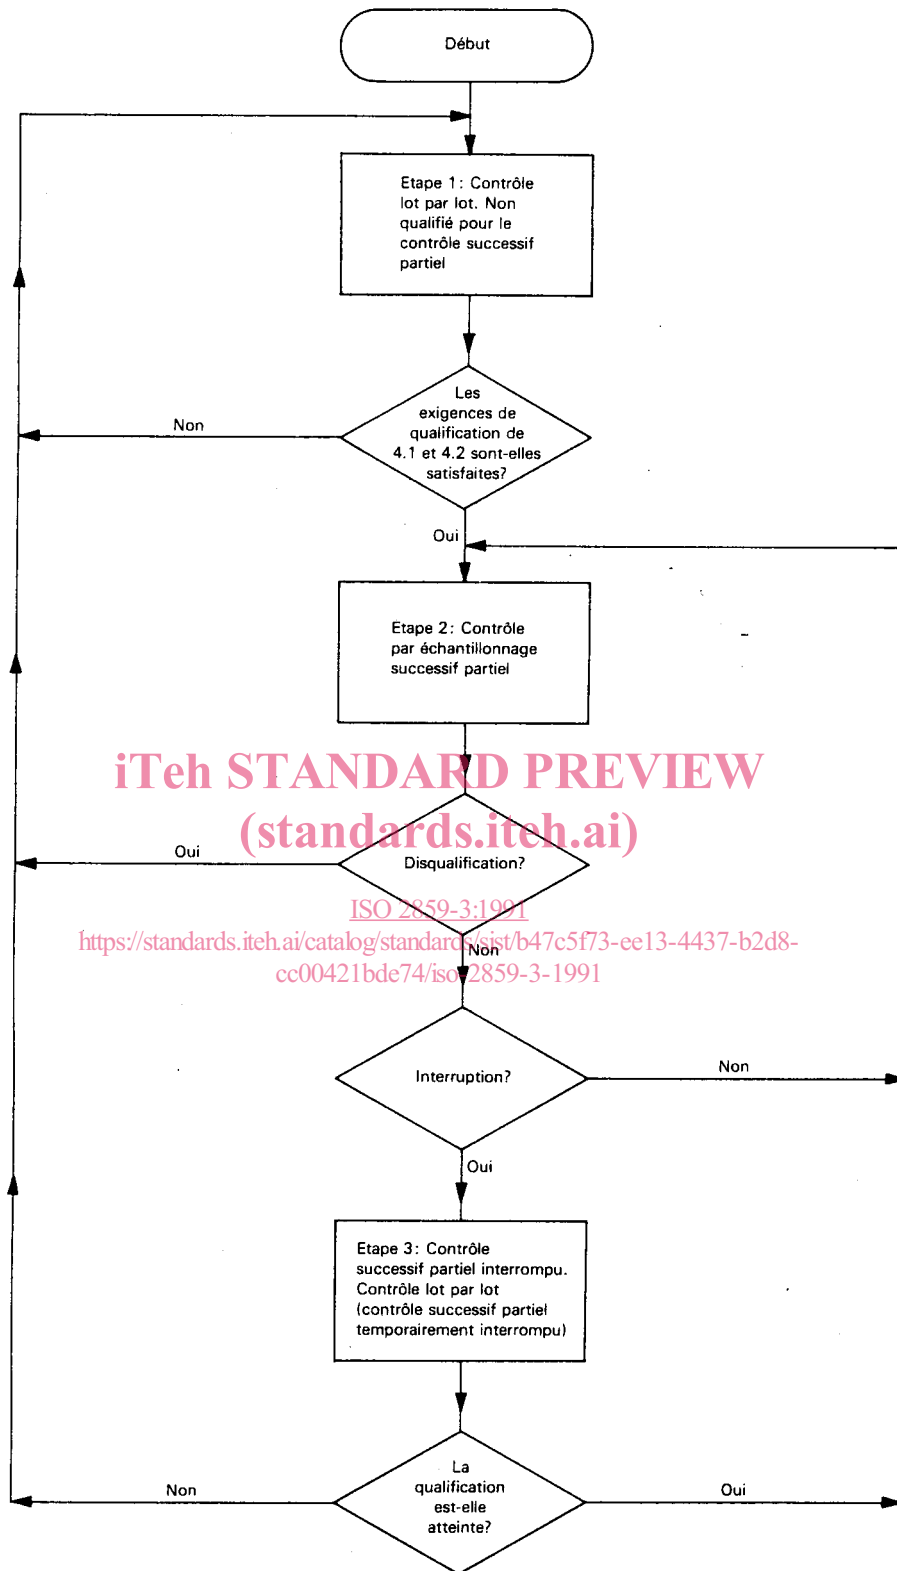 Début
Etape 1: Contrôle
lot par lot. Non
qualifié pour le
contrôle successif
partiel
Les
exigences de
qualification de
4.1 et 4.2 sont-elles
satisfaites?
Non
Oui
Etape 2: Contrôle
par échantillonnage
successif partiel
iTeh STANDARD PREVIEW
(standards.iteh.ai)
Oui
Disqualification?
ISO 2859-3:1991
https://standards.iteh.ai/catalog/standards/sist/b47c5f73-ee13-4437-b2d8-
cc00421bde74/iso-2859-3-1991
Non
Interruption?
Non
Oui
Etape 3: Contrôle
successif partiel interrompu.
Contrôle lot par lot
(contrôle successif partiel
temporairement interrompu)
La
qualification
est-elle
atteinte?
Non
Oui